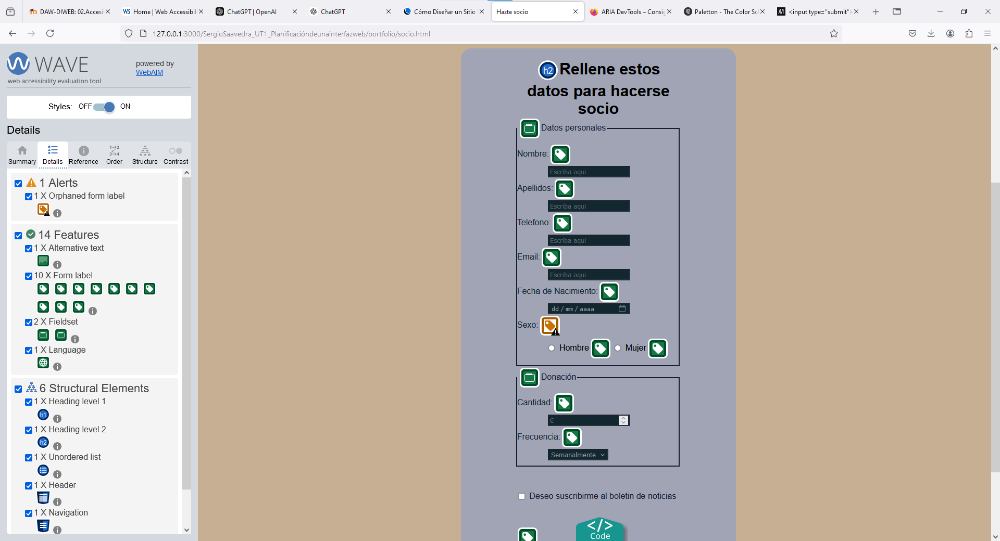 DAW-DIWEB: 02.Accesi
W3 Home | Web Accessibili
ChatGPT | OpenAI
ChatGPT
Cómo Diseñar un Sitio
Hazte socio
ARIA DevTools – Consig
Paletton - The Color Sc
M <input type="submit">
127.0.0.1:3000/SergioSaavedra_UT1_Planificacióndeunainterfazweb/portfolio/socio.html
WAVE
web accessibility evaluation tool
powered by
WebAIM
Styles: OFF ON
Details
Summary Details Reference Order Structure Contrast
1 Alerts
1 X Orphaned form label
14 Features
1 X Alternative text
10 X Form label
2 X Fieldset
1 X Language
6 Structural Elements
1 X Heading level 1
h1
1 X Heading level 2
h2
1 X Unordered list
1 X Header
1 X Navigation
h2 Rellene estos
datos para hacerse
socio
Datos personales
Nombre:
Escriba aqui
Apellidos:
Escriba aqui
Telefono:
Escriba aqui
Email:
Escriba aqui
Fecha de Nacimiento:
dd / mm / aaaa
Sexo:
Hombre Mujer
Donación
Cantidad:
€
Frecuencia:
Semanalmente
Deseo suscribirme al boletin de noticias
</>
Code